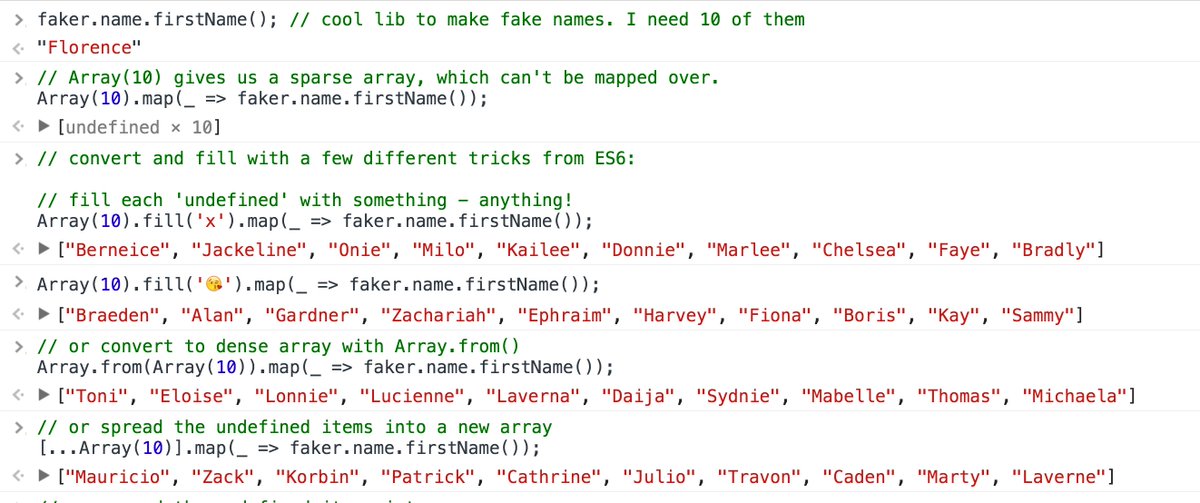 faker.name.firstName(); // cool lib to make fake names. I need 10 of them
"Florence"
// Array(10) gives us a sparse array, which can't be mapped over.
Array(10).map(_ => faker.name.firstName());
[undefined × 10]
// convert and fill with a few different tricks from ES6:
// fill each 'undefined' with something – anything!
Array(10).fill('x').map(_ => faker.name.firstName());
["Berneice", "Jackeline", "Onie", "Milo", "Kailee", "Donnie", "Marlee", "Chelsea", "Faye", "Bradly"]
Array(10).fill('😘').map(_ => faker.name.firstName());
["Braeden", "Alan", "Gardner", "Zachariah", "Ephraim", "Harvey", "Fiona", "Boris", "Kay", "Sammy"]
// or convert to dense array with Array.from()
Array.from(Array(10)).map(_ => faker.name.firstName());
["Toni", "Eloise", "Lonnie", "Lucienne", "Laverna", "Daija", "Sydnie", "Mabelle", "Thomas", "Michaela"]
// or spread the undefined items into a new array
[...Array(10)].map(_ => faker.name.firstName());
["Mauricio", "Zack", "Korbin", "Patrick", "Cathrine", "Julio", "Travon", "Caden", "Marty", "Laverne"]